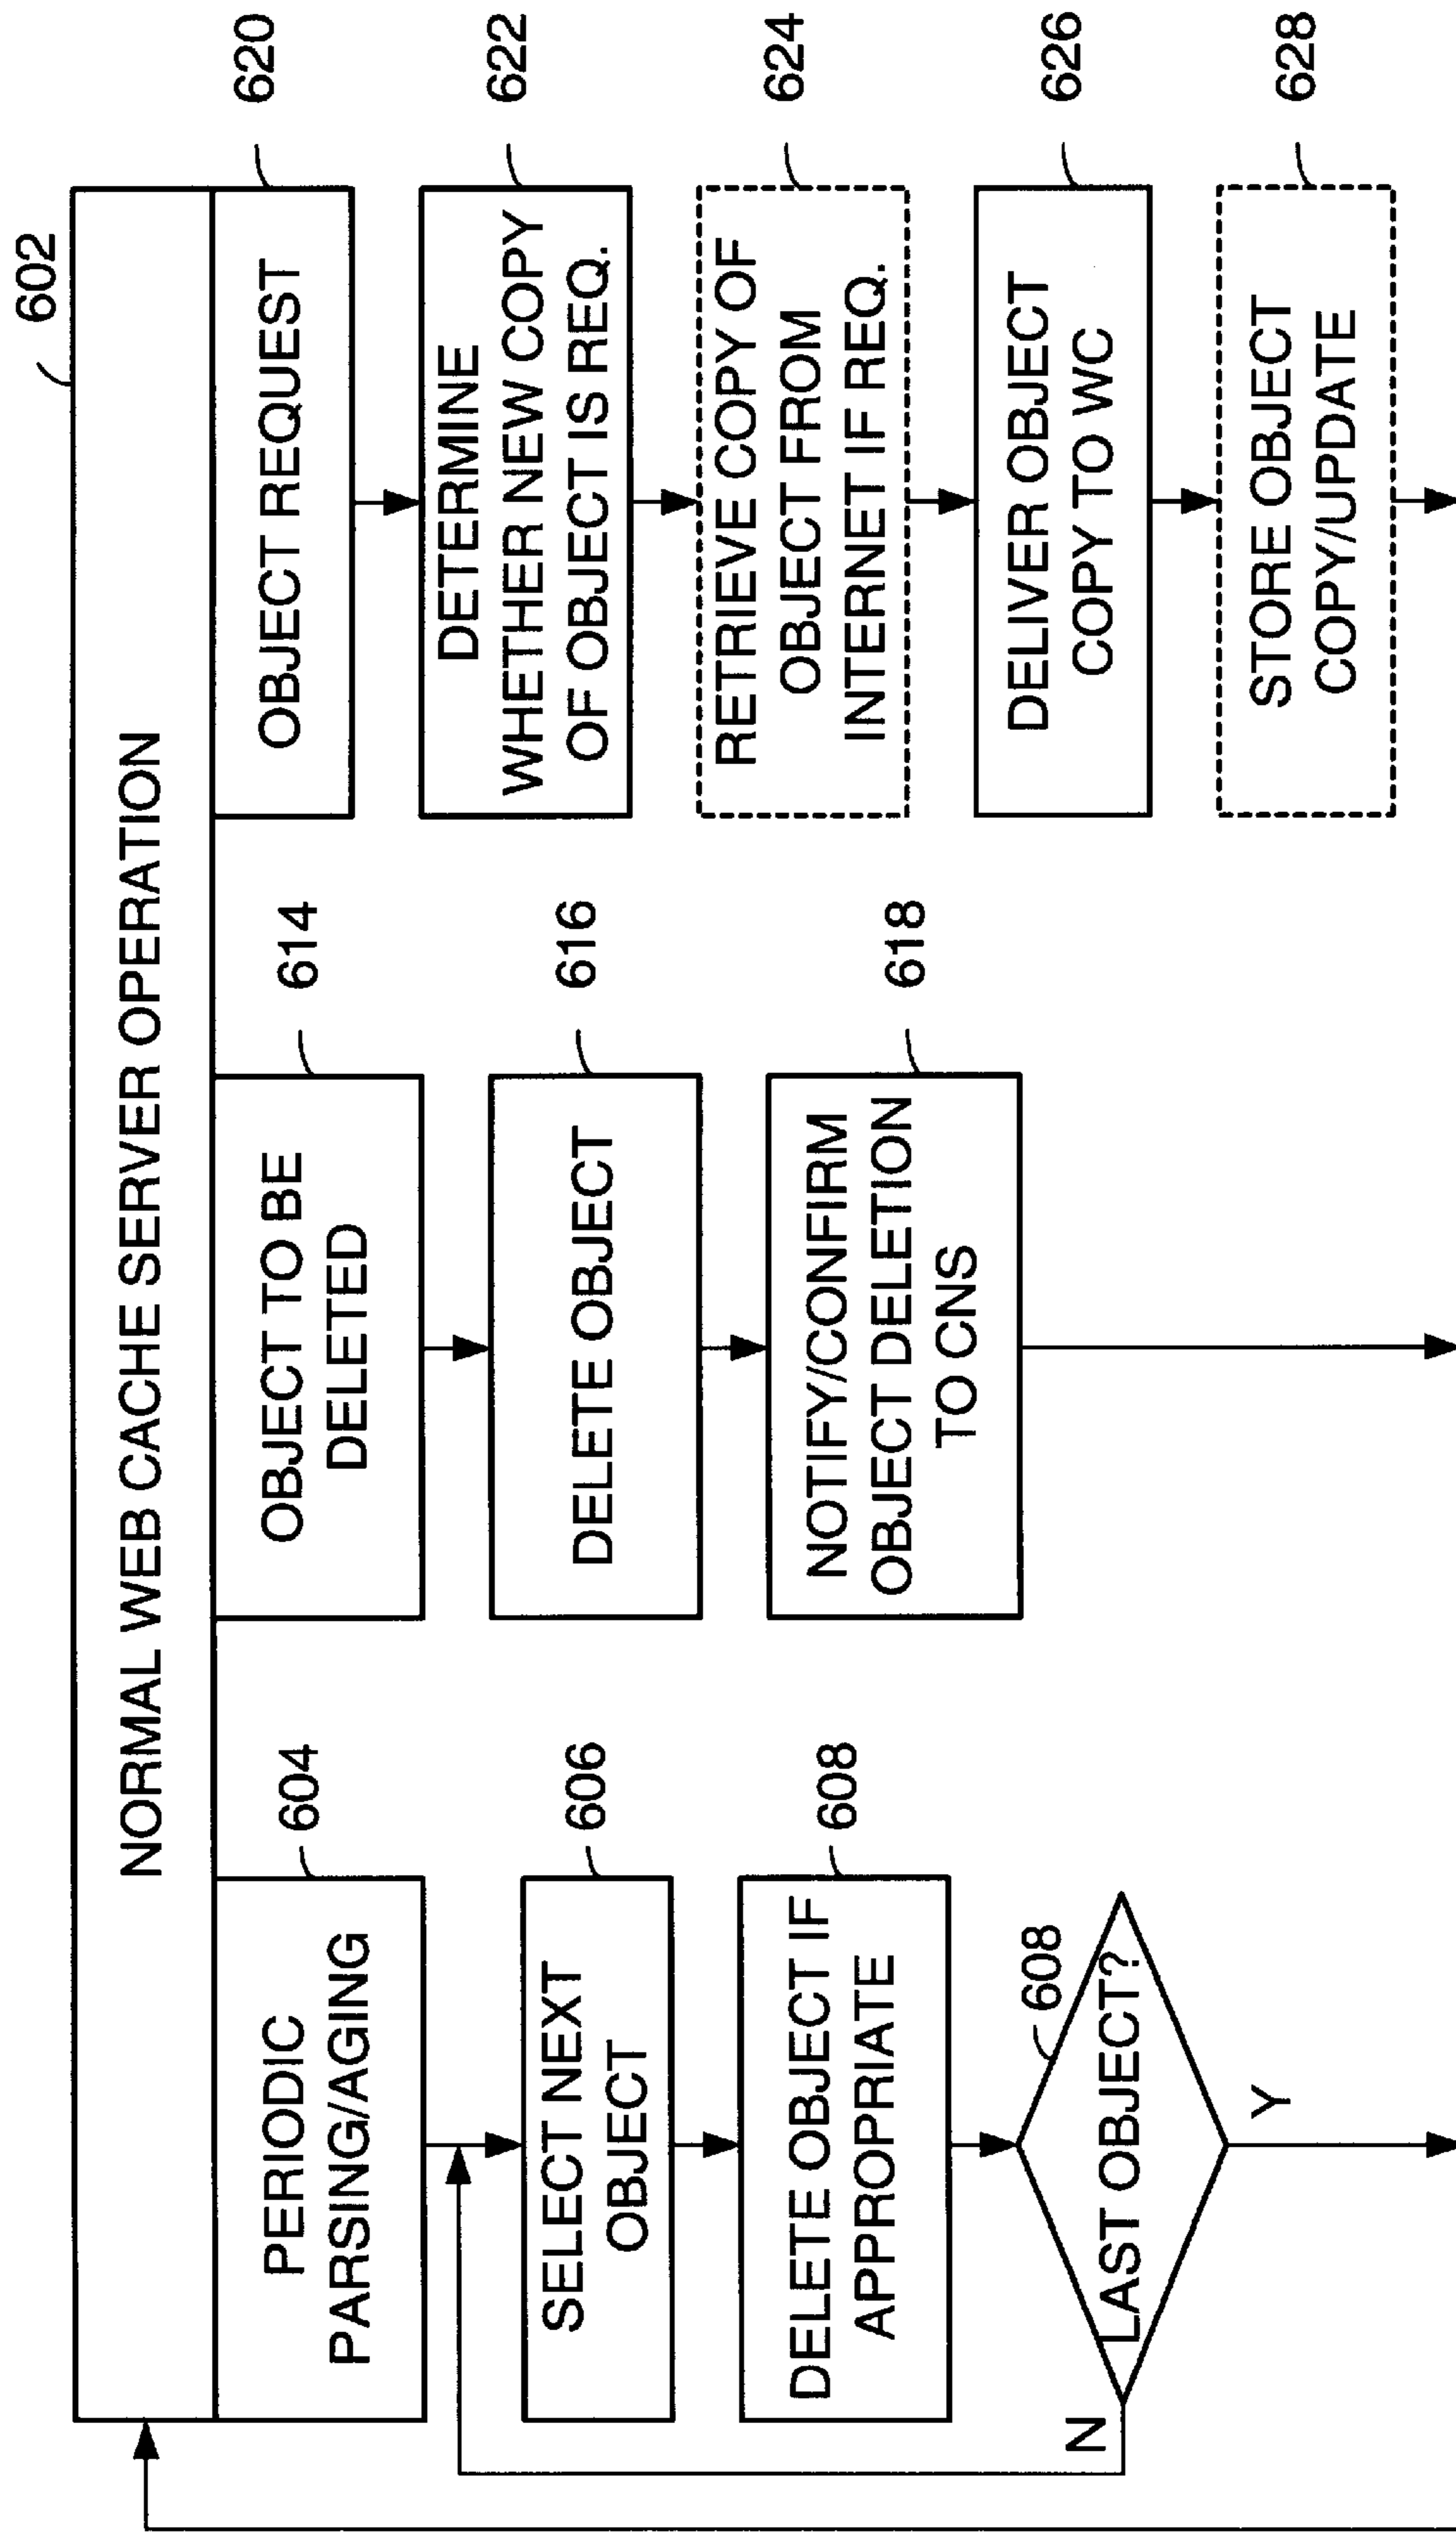 602
NORMAL WEB CACHE SERVER OPERATION
604
PERIODIC
PARSING/AGING
606
SELECT NEXT
OBJECT
608
DELETE OBJECT IF
APPROPRIATE
608
LAST OBJECT?
N
Y
614
OBJECT TO BE
DELETED
616
DELETE OBJECT
618
NOTIFY/CONFIRM
OBJECT DELETION
TO CNS
620
OBJECT REQUEST
622
DETERMINE
WHETHER NEW COPY
OF OBJECT IS REQ.
624
RETRIEVE COPY OF
OBJECT FROM
INTERNET IF REQ.
626
DELIVER OBJECT
COPY TO WC
628
STORE OBJECT
COPY/UPDATE